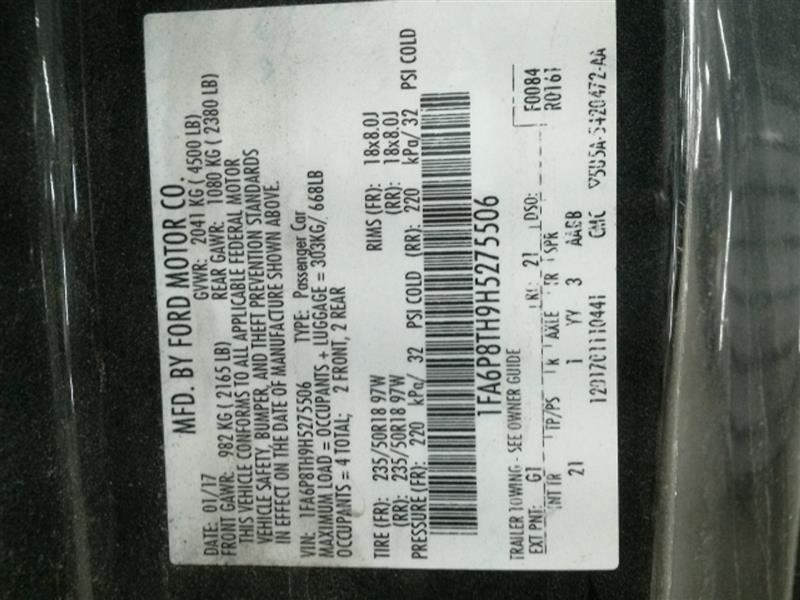 MFD. BY FORD MOTOR CO.
DATE: 01/17 GVWR: 2041 KG ( 4500 LB)
FRONT GAWR: 982 KG ( 2165 LB) REAR GAWR: 1080 KG ( 2380 LB)
THIS VEHICLE CONFORMS TO ALL APPLICABLE FEDERAL MOTOR
VEHICLE SAFETY, BUMPER, AND THEFT PREVENTION STANDARDS
IN EFFECT ON THE DATE OF MANUFACTURE SHOWN ABOVE.
VIN: 1FA6P8TH9H5275506 TYPE: Passenger Car
MAXIMUM LOAD = OCCUPANTS + LUGGAGE = 303KG/ 668LB
OCCUPANTS = 4 TOTAL; 2 FRONT, 2 REAR
TIRE (FR): 235/50R18 97W RIMS (FR): 18x8.0J
(RR): 235/50R18 97W (RR): 18x8.0J
PRESSURE (FR): 220 kPa/ 32 PSI COLD (RR): 220 kPa/ 32 PSI COLD
1FA6P8TH9H5275506
TRAILER TOWING - SEE OWNER GUIDE F0084
EXT PNT: G1 21 DSO: R0161
INT TR TP/PS R AXLE TR SPR
21 1 YY 3 AABB
CMC